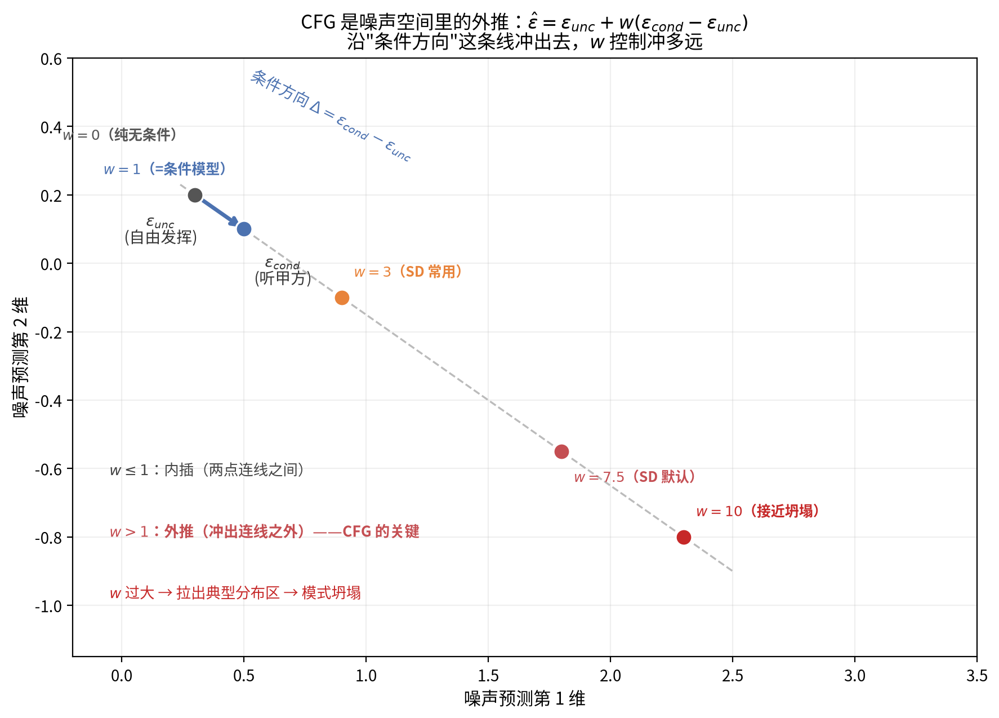 CFG 是噪声空间里的外推：ε̂ = ε_unc + w(ε_cond − ε_unc)
沿"条件方向"这条线冲出去，w 控制冲多远
0.6
0.4
0.2
0.0
-0.2
-0.4
-0.6
-0.8
-1.0
噪声预测第 2 维
条件方向 Δ = ε_cond − ε_unc
w = 0（纯无条件）
w = 1（=条件模型）
ε_unc
(自由发挥)
ε_cond
(听甲方)
w = 3（SD 常用）
w = 7.5（SD 默认）
w = 10（接近坍塌）
w ≤ 1：内插（两点连线之间）
w > 1：外推（冲出连线之外）——CFG 的关键
w 过大 → 拉出典型分布区 → 模式坍塌
0.0
0.5
1.0
1.5
2.0
2.5
3.0
3.5
噪声预测第 1 维